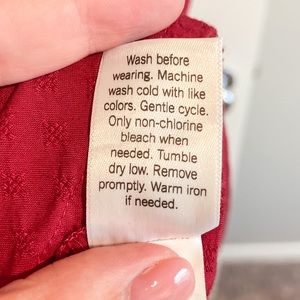 Wash before
wearing. Machine
wash cold with like
colors. Gentle cycle.
Only non-chlorine
bleach when
needed. Tumble
dry low. Remove
promptly. Warm iron
if needed.